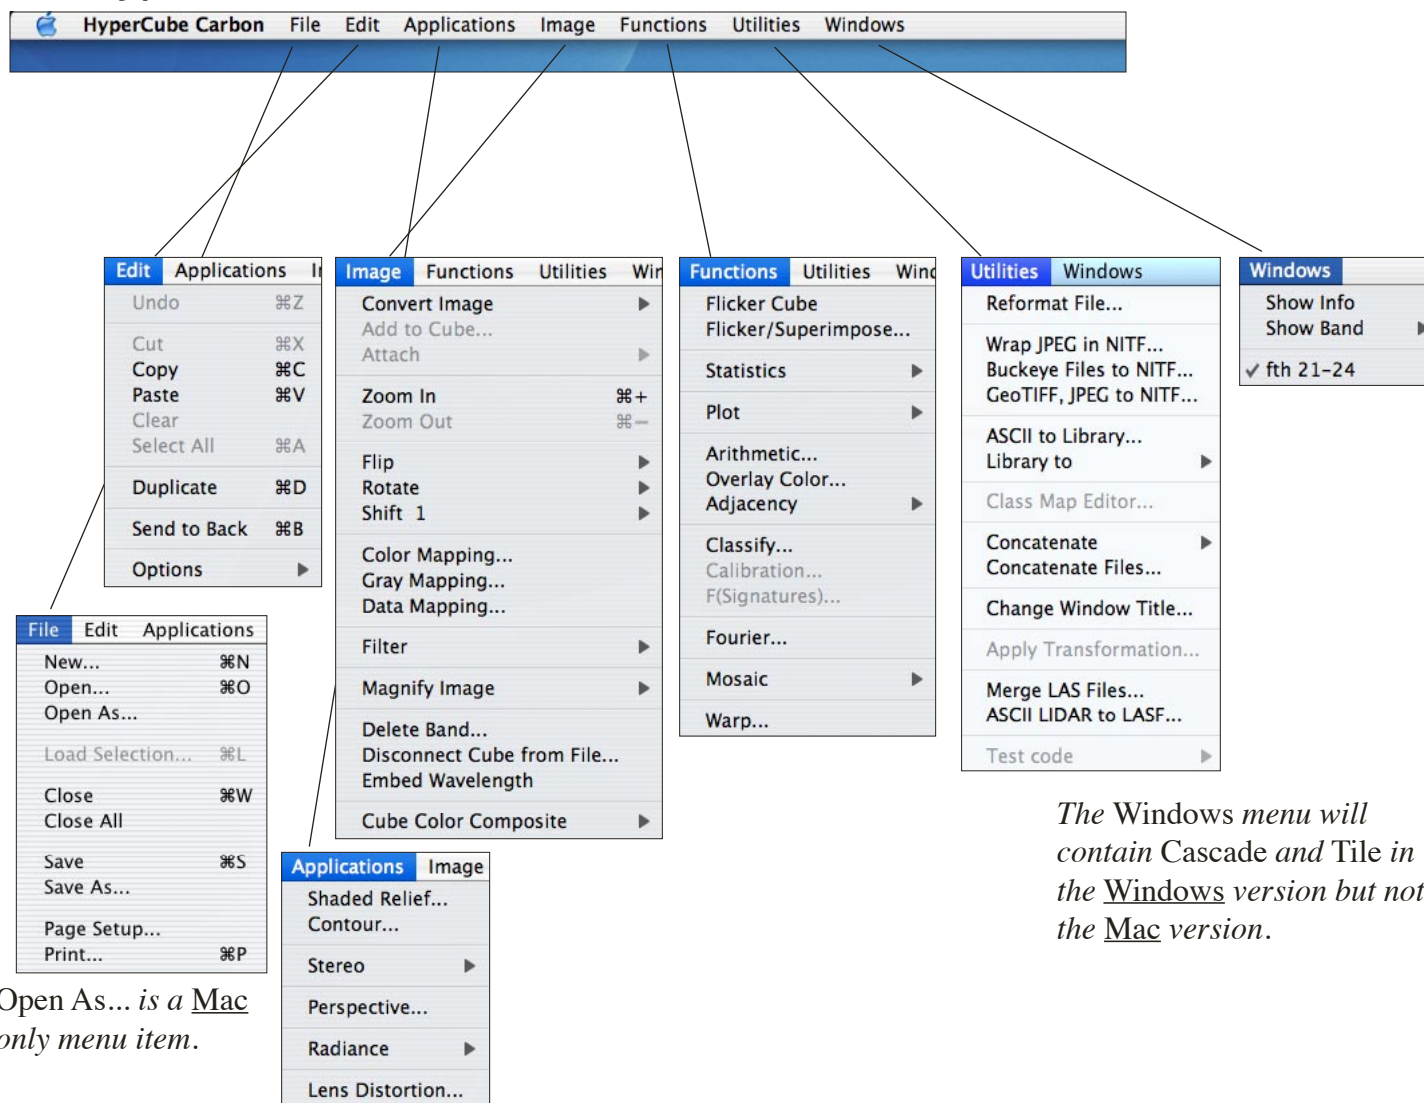 HyperCube Carbon File Edit Applications Image Functions Utilities Windows
Edit Applications
Undo ⌘Z
Cut ⌘X
Copy ⌘C
Paste ⌘V
Clear
Select All ⌘A
Duplicate ⌘D
Send to Back ⌘B
Options
File Edit Applications
New... ⌘N
Open... ⌘O
Open As...
Load Selection... ⌘L
Close ⌘W
Close All
Save ⌘S
Save As...
Page Setup...
Print... ⌘P
Open As... is a Mac
only menu item.
Image Functions Utilities
Convert Image
Add to Cube...
Attach
Zoom In ⌘+
Zoom Out ⌘−
Flip
Rotate
Shift 1
Color Mapping...
Gray Mapping...
Data Mapping...
Filter
Magnify Image
Delete Band...
Disconnect Cube from File...
Embed Wavelength
Cube Color Composite
Applications Image
Shaded Relief...
Contour...
Stereo
Perspective...
Radiance
Lens Distortion...
Functions Utilities
Flicker Cube
Flicker/Superimpose...
Statistics
Plot
Arithmetic...
Overlay Color...
Adjacency
Classify...
Calibration...
F(Signatures)...
Fourier...
Mosaic
Warp...
Utilities Windows
Reformat File...
Wrap JPEG in NITF...
Buckeye Files to NITF...
GeoTIFF, JPEG to NITF...
ASCII to Library...
Library to
Class Map Editor...
Concatenate
Concatenate Files...
Change Window Title...
Apply Transformation...
Merge LAS Files...
ASCII LIDAR to LASF...
Test code
Windows
Show Info
Show Band
✓ fth 21-24
The Windows menu will
contain Cascade and Tile in
the Windows version but not
the Mac version.